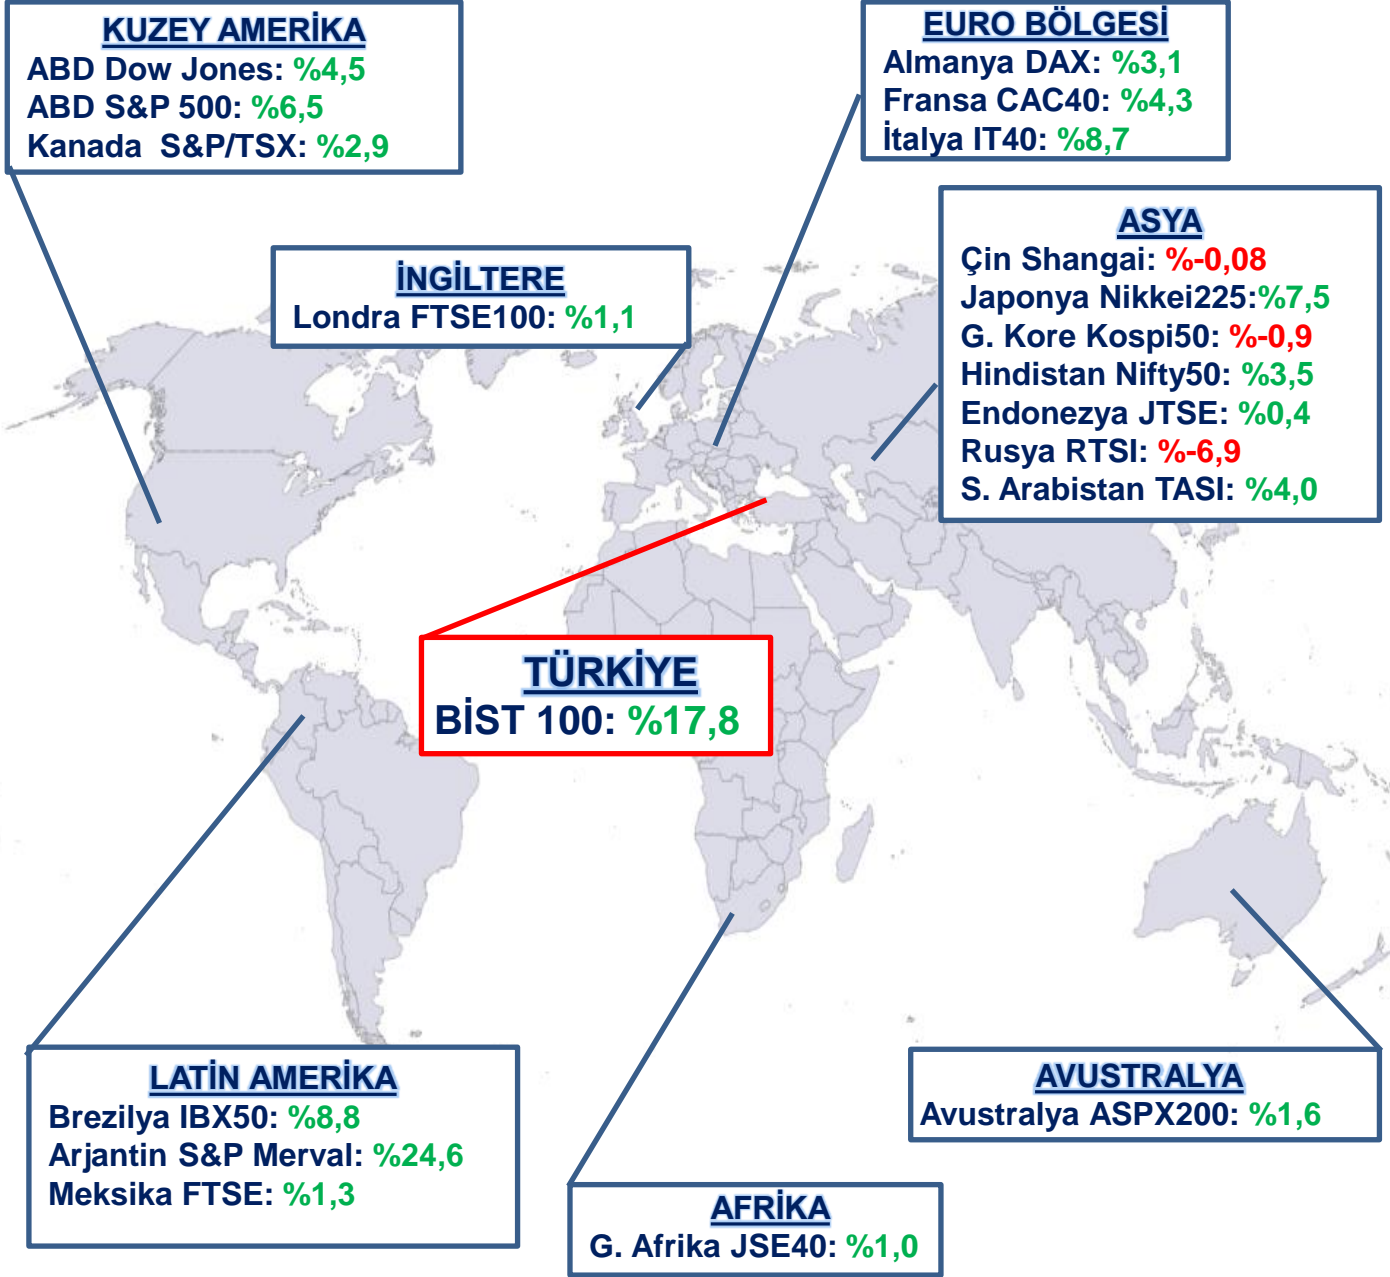 KUZEY AMERİKA
ABD Dow Jones: %4,5
ABD S&P 500: %6,5
Kanada S&P/TSX: %2,9
EURO BÖLGESİ
Almanya DAX: %3,1
Fransa CAC40: %4,3
İtalya IT40: %8,7
ASYA
Çin Shangai: %-0,08
Japonya Nikkei225:%7,5
G. Kore Kospi50: %-0,9
Hindistan Nifty50: %3,5
Endonezya JTSE: %0,4
Rusya RTSI: %-6,9
S. Arabistan TASI: %4,0
İNGİLTERE
Londra FTSE100: %1,1
TÜRKİYE
BİST 100: %17,8
LATİN AMERİKA
Brezilya IBX50: %8,8
Arjantin S&P Merval: %24,6
Meksika FTSE: %1,3
AVUSTRALYA
Avustralya ASPX200: %1,6
AFRİKA
G. Afrika JSE40: %1,0